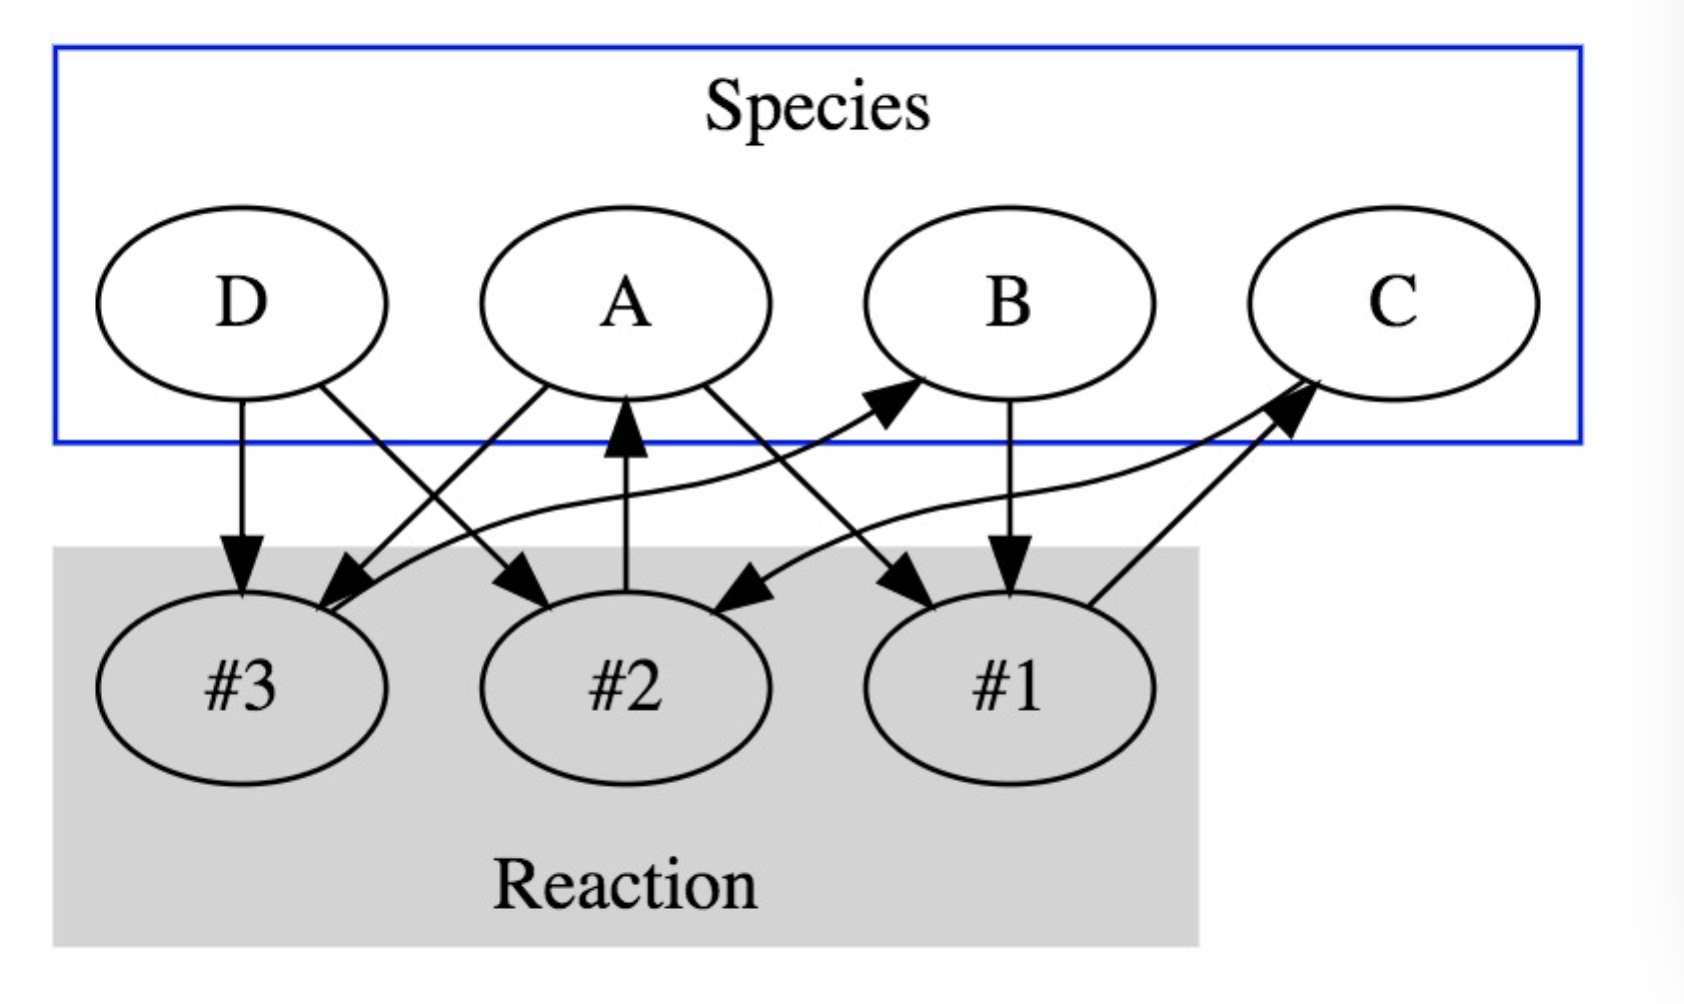 Species
D A B C
#3 #2 #1
Reaction